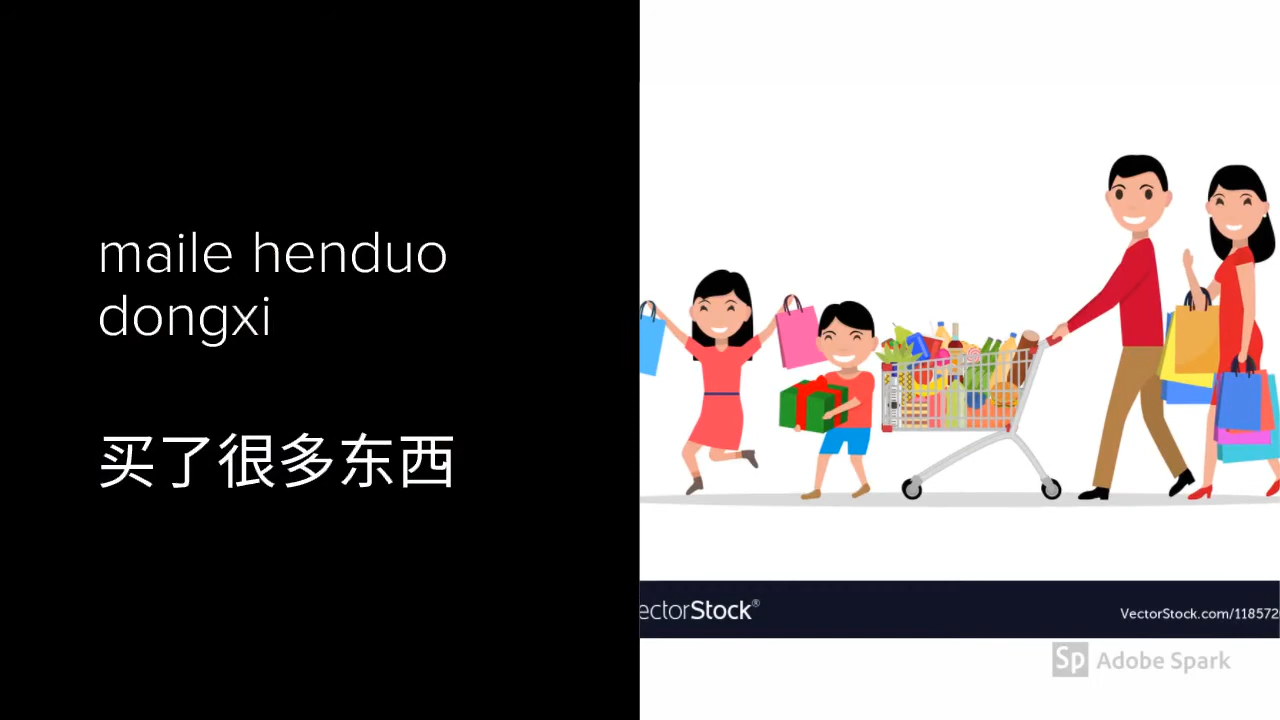 maile henduo
dongxi
买了很多东西
ectorStock®
VectorStock.com/118572
Sp Adobe Spark